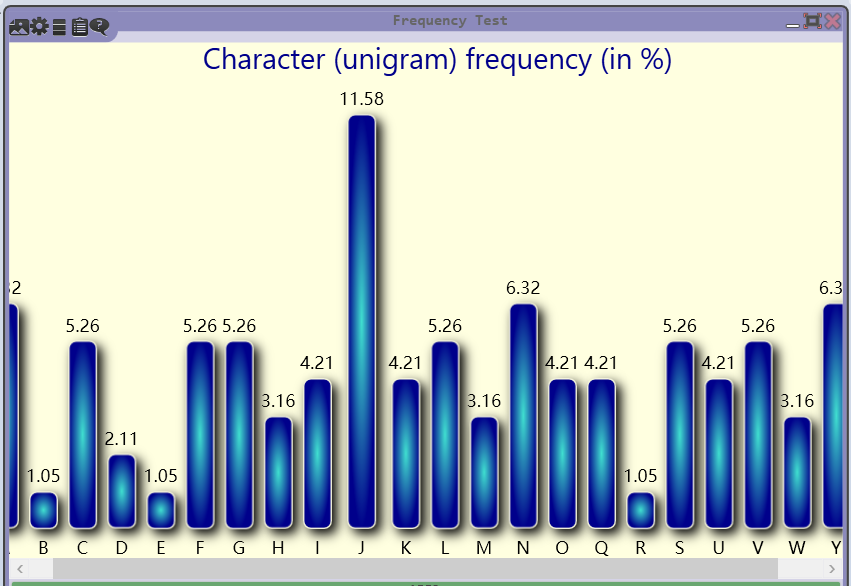 Frequency Test
Character (unigram) frequency (in %)
11.58
6.32
5.26 5.26 5.26 5.26 5.26 5.26
4.21 4.21 4.21 4.21 4.21
3.16 3.16 3.16
2.11
1.05 1.05 1.05
B C D E F G H I J K L M N O Q R S U V W Y